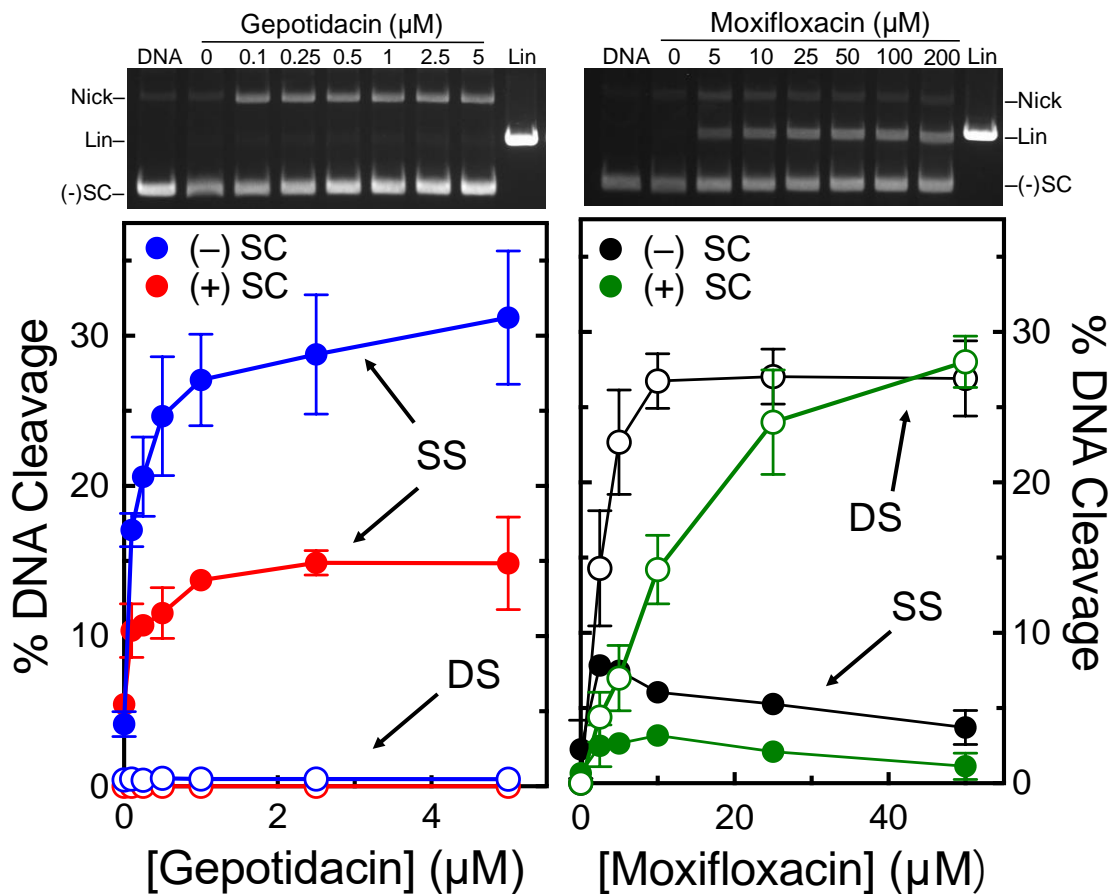 Gepotidacin (µM)
DNA 0 0.1 0.25 0.5 1 2.5 5 Lin
Nick–
Lin–
(-)SC–
Moxifloxacin (µM)
DNA 0 5 10 25 50 100 200 Lin
–Nick
–Lin
–(-)SC
(–) SC
(+) SC
SS
DS
% DNA Cleavage
30
20
10
0
0 2 4
[Gepotidacin] (µM)
(–) SC
(+) SC
DS
SS
% DNA Cleavage
30
20
10
0
0 20 40
[Moxifloxacin] (µM)